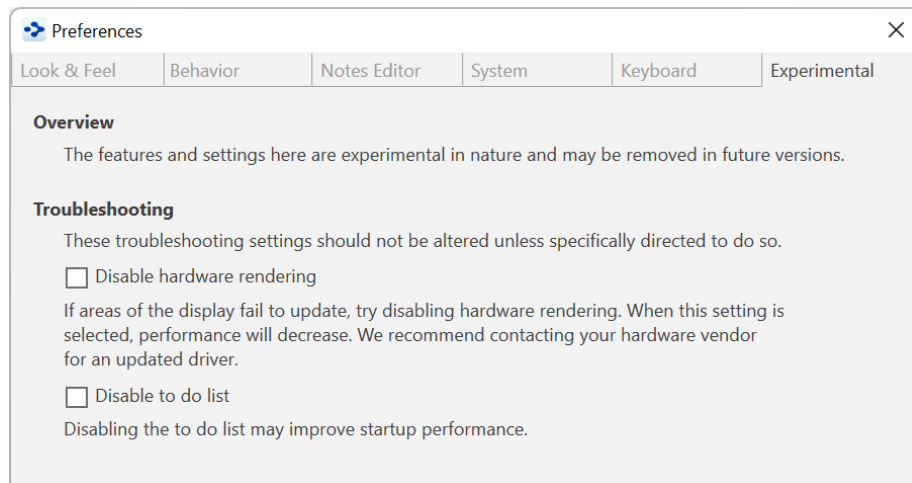 Preferences
Look & Feel
Behavior
Notes Editor
System
Keyboard
Experimental
Overview
The features and settings here are experimental in nature and may be removed in future versions.
Troubleshooting
These troubleshooting settings should not be altered unless specifically directed to do so.
Disable hardware rendering
If areas of the display fail to update, try disabling hardware rendering. When this setting is
selected, performance will decrease. We recommend contacting your hardware vendor
for an updated driver.
Disable to do list
Disabling the to do list may improve startup performance.